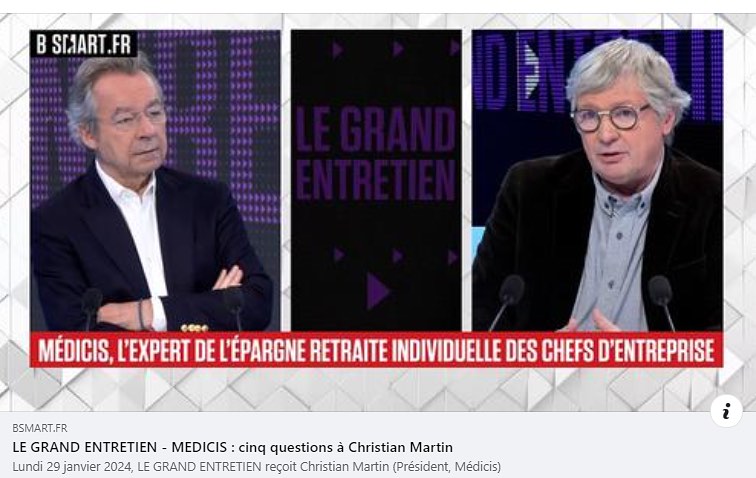 B SMART.FR
LE GRAND
ENTRETIEN
MÉDICIS, L'EXPERT DE L'ÉPARGNE RETRAITE INDIVIDUELLE DES CHEFS D'ENTREPRISE
i
BSMART.FR
LE GRAND ENTRETIEN - MEDICIS : cinq questions à Christian Martin
Lundi 29 janvier 2024, LE GRAND ENTRETIEN reçoit Christian Martin (Président, Médicis)